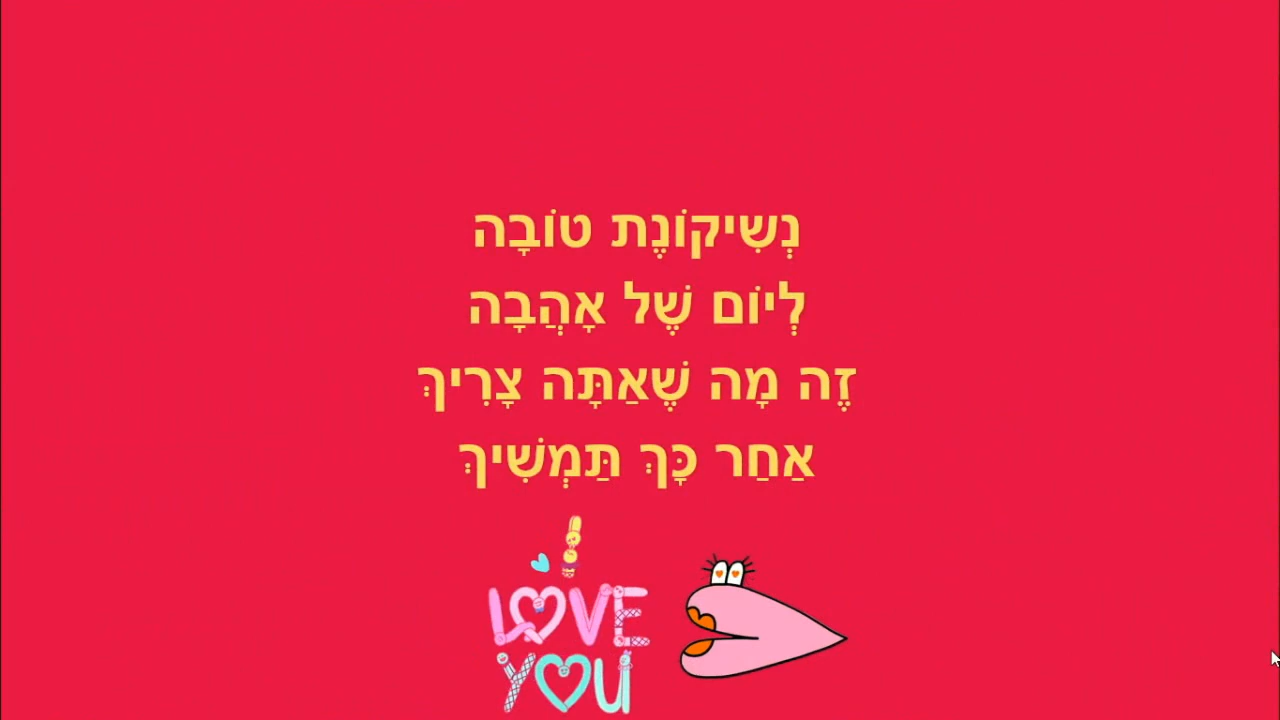 נְשִׁיקוֹנֶת טוֹבָה
לְיוֹם שֶׁל אָהֲבָה
זֶה מָה שֶׁאַתָּה צָרִיךְ
אַחַר כָּךְ תַּמְשִׁיךְ
I
LOVE
YOU